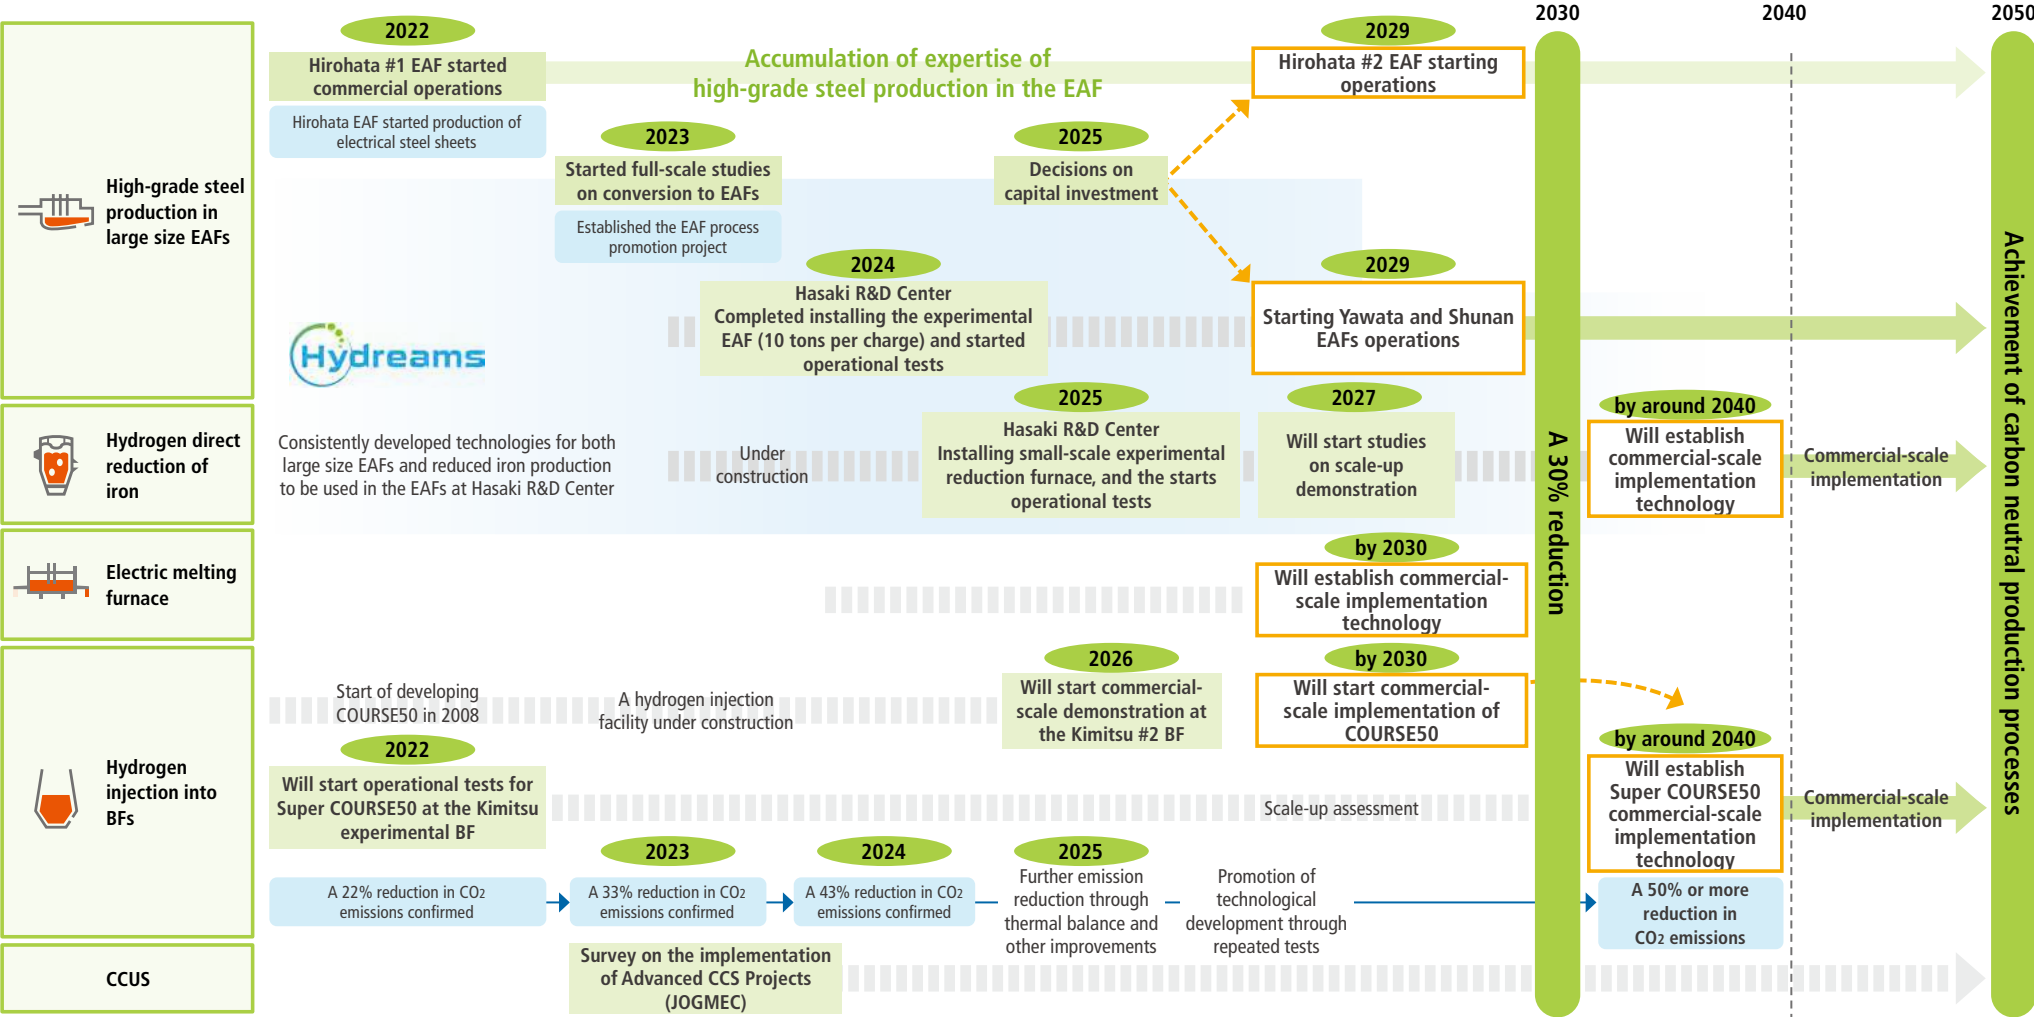 2030
2040
2050
High-grade steel
production in
large size EAFs
2022
Hirohata #1 EAF started
commercial operations
Hirohata EAF started production of
electrical steel sheets
Accumulation of expertise of
high-grade steel production in the EAF
2023
Started full-scale studies
on conversion to EAFs
Established the EAF process
promotion project
2025
Decisions on
capital investment
2029
Hirohata #2 EAF starting
operations
2024
Hasaki R&D Center
Completed installing the experimental
EAF (10 tons per charge) and started
operational tests
2029
Starting Yawata and Shunan
EAFs operations
Hydreams
Consistently developed technologies for both
large size EAFs and reduced iron production
to be used in the EAFs at Hasaki R&D Center
Hydrogen direct
reduction of
iron
Under
construction
2025
Hasaki R&D Center
Installing small-scale experimental
reduction furnace, and the starts
operational tests
2027
Will start studies
on scale-up
demonstration
by around 2040
Will establish
commercial-scale
implementation
technology
Commercial-scale
implementation
Electric melting
furnace
by 2030
Will establish commercial-
scale implementation
technology
Hydrogen
injection into
BFs
Start of developing
COURSE50 in 2008
A hydrogen injection
facility under construction
2026
Will start commercial-
scale demonstration at
the Kimitsu #2 BF
by 2030
Will start commercial-
scale implementation of
COURSE50
2022
Will start operational tests for
Super COURSE50 at the Kimitsu
experimental BF
Scale-up assessment
by around 2040
Will establish
Super COURSE50
commercial-scale
implementation
technology
Commercial-scale
implementation
A 22% reduction in CO2
emissions confirmed
2023
A 33% reduction in CO2
emissions confirmed
2024
A 43% reduction in CO2
emissions confirmed
2025
Further emission
reduction through
thermal balance and
other improvements
Promotion of
technological
development through
repeated tests
A 50% or more
reduction in
CO2 emissions
CCUS
Survey on the implementation
of Advanced CCS Projects
(JOGMEC)
A 30% reduction
Achievement of carbon neutral production processes